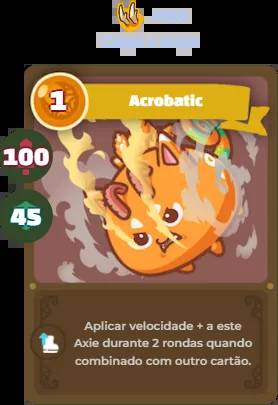 1
Acrobatic
100
45
Aplicar velocidade + a este
Axie durante 2 rondas quando
combinado com outro cartão.